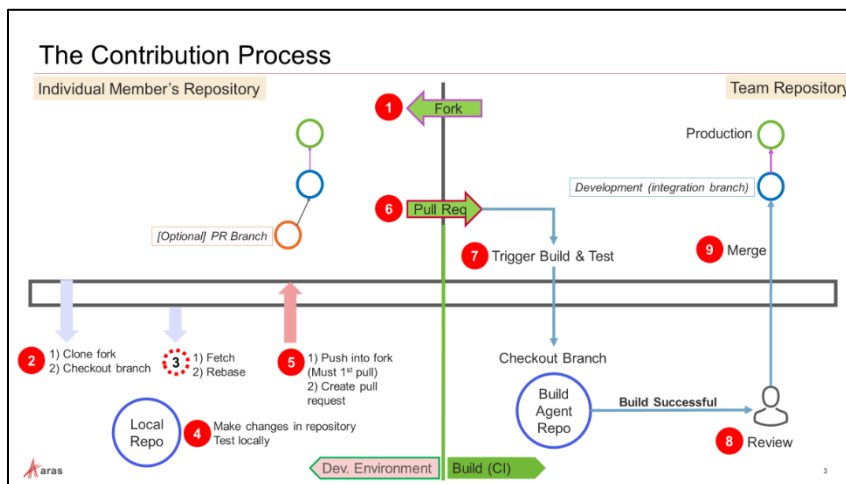 The Contribution Process
Individual Member's Repository
Team Repository
1
Fork
Production
Development (integration branch)
6
Pull Req
[Optional] PR Branch
7
Trigger Build & Test
9
Merge
2
1) Clone fork
2) Checkout branch
3
1) Fetch
2) Rebase
5
1) Push into fork
(Must 1st pull)
2) Create pull
request
Checkout Branch
Local
Repo
4
Make changes in repository
Test locally
Build
Agent
Repo
Build Successful
8
Review
Dev. Environment
Build (CI)
aras
3